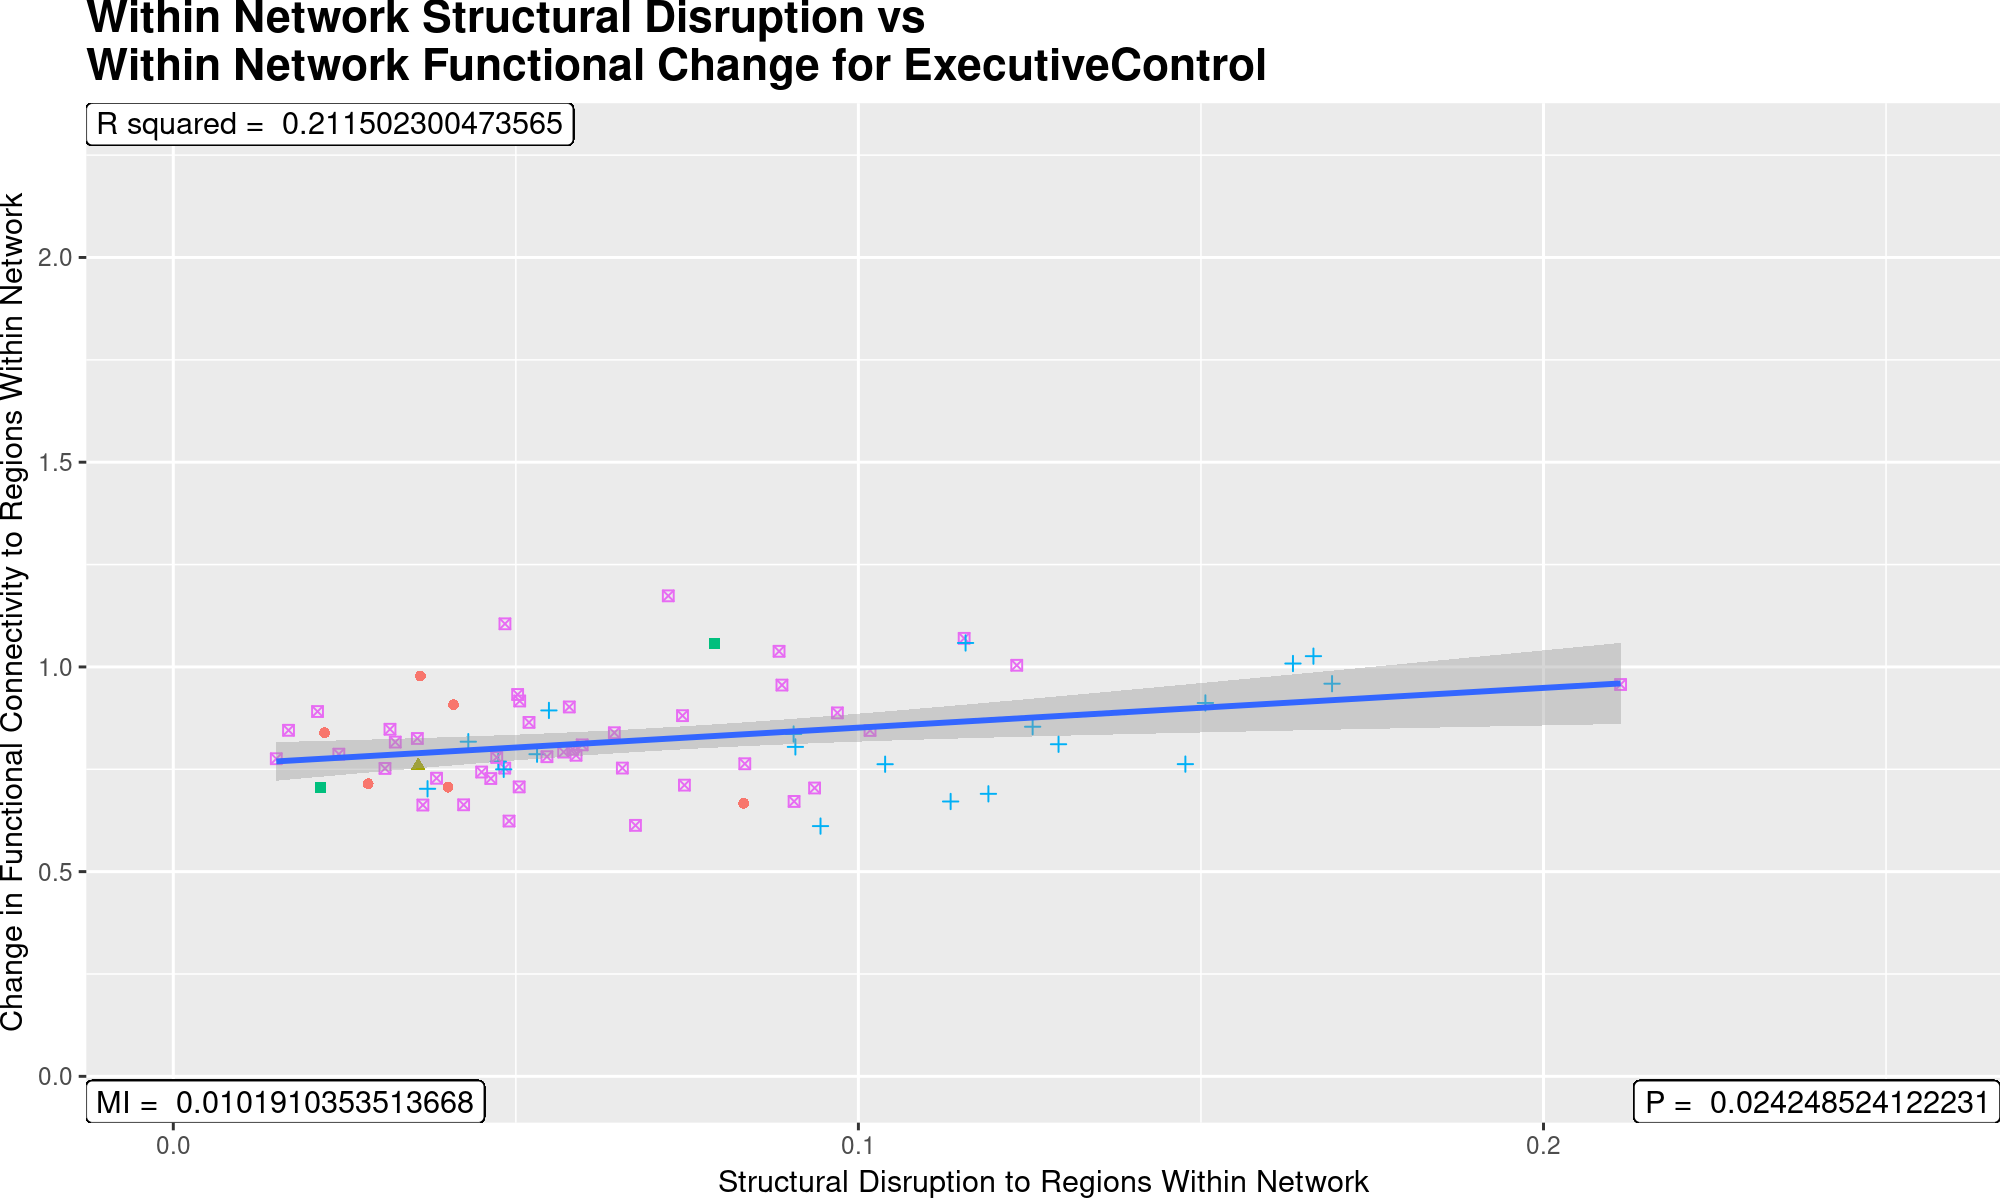 Within Network Structural Disruption vs
Within Network Functional Change for ExecutiveControl
R squared =  0.211502300473565
Change in Functional Connectivity to Regions Within Network
2.0
1.5
1.0
0.5
0.0
MI =  0.0101910353513668
P =  0.024248524122231
0.0
0.1
0.2
Structural Disruption to Regions Within Network